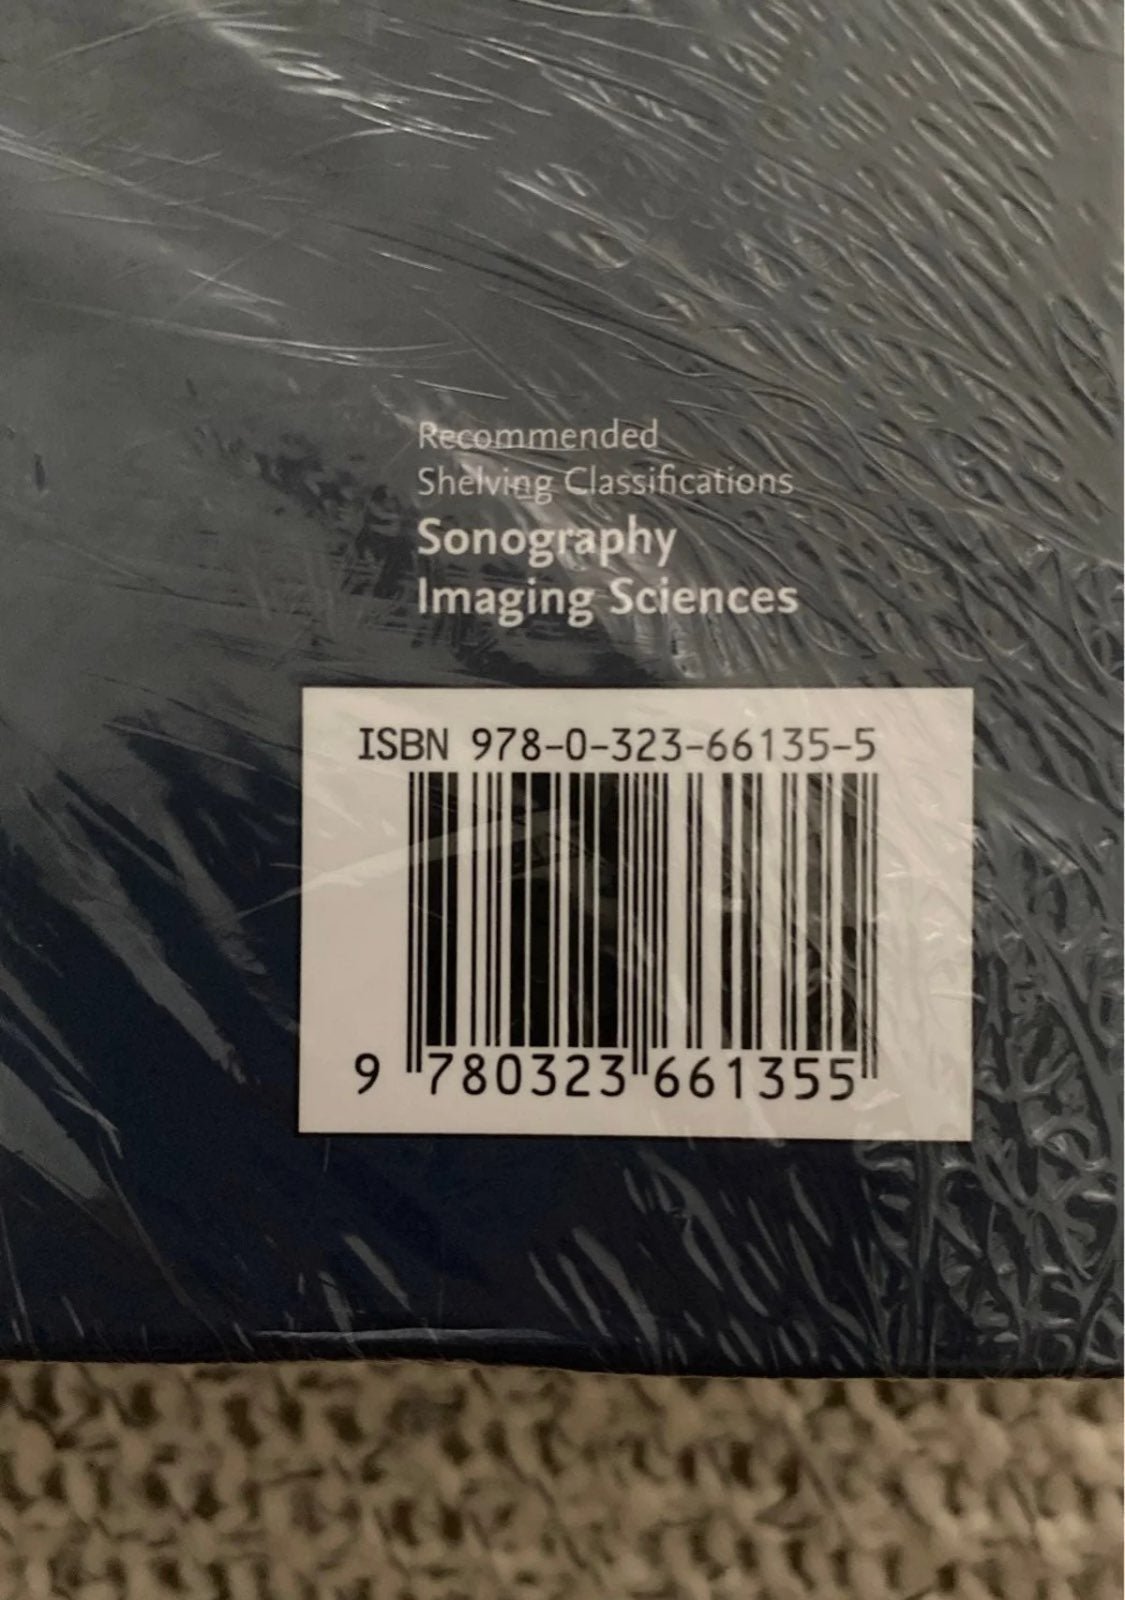 Recommended
Shelving Classifications
Sonography
Imaging Sciences
ISBN 978-0-323-66135-5
9 780323 661355